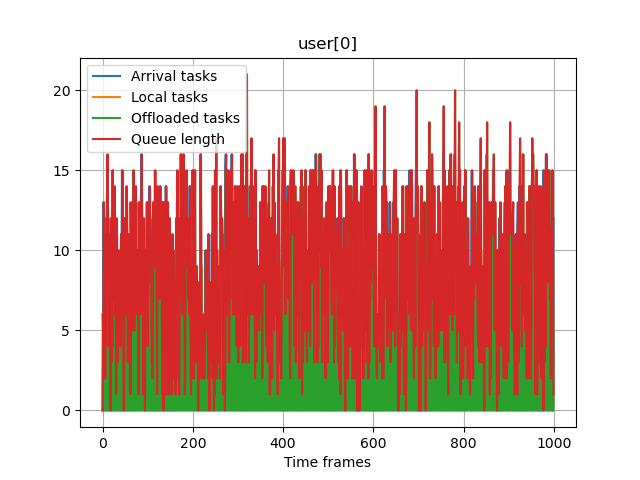 user[0]
Arrival tasks
Local tasks
Offloaded tasks
Queue length
20
15
10
5
0
0 200 400 600 800 1000
Time frames